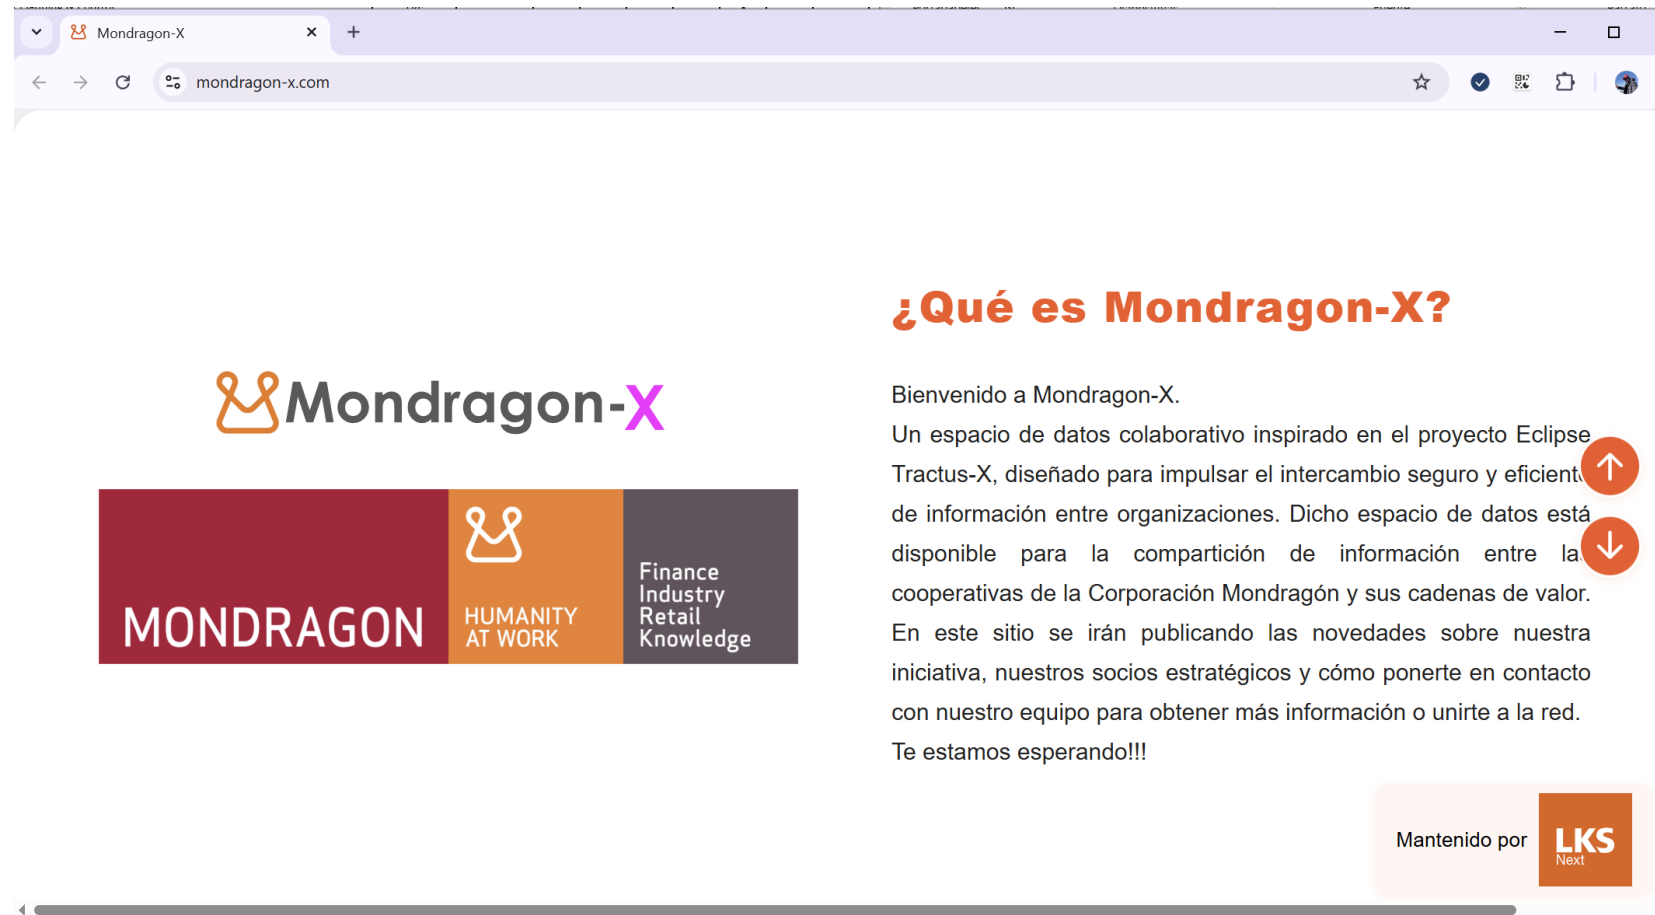 Mondragon-X
mondragon-x.com
¿Qué es Mondragon-X?
Mondragon-X
Bienvenido a Mondragon-X.
Un espacio de datos colaborativo inspirado en el proyecto Eclipse
Tractus-X, diseñado para impulsar el intercambio seguro y eficiente
de información entre organizaciones. Dicho espacio de datos está
disponible para la compartición de información entre las
cooperativas de la Corporación Mondragón y sus cadenas de valor.
En este sitio se irán publicando las novedades sobre nuestra
iniciativa, nuestros socios estratégicos y cómo ponerte en contacto
con nuestro equipo para obtener más información o unirte a la red.
Te estamos esperando!!!
MONDRAGON
HUMANITY
AT WORK
Finance
Industry
Retail
Knowledge
Mantenido por
LKS
Next